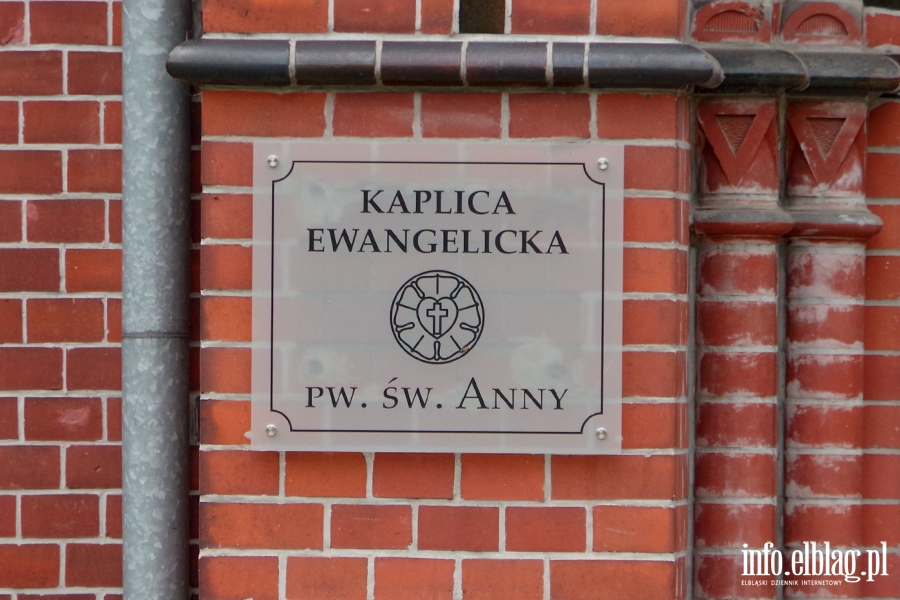 KAPLICA
EWANGELICKA
PW. ŚW. ANNY
info.elblag.pl
ELBLĄSKI DZIENNIK INTERNETOWY